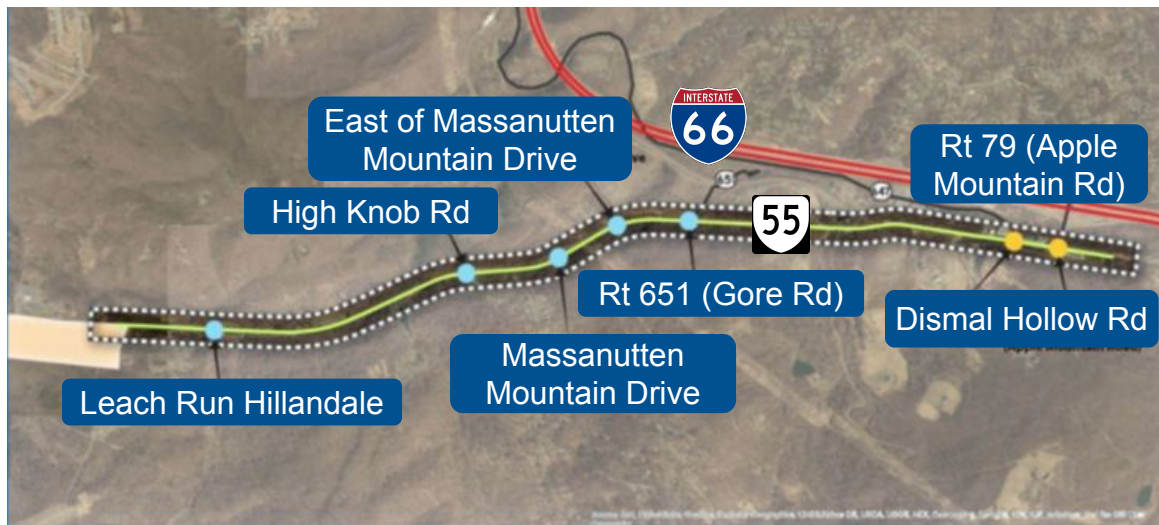 INTERSTATE
66
East of Massanutten
Mountain Drive
Rt 79 (Apple
Mountain Rd)
High Knob Rd
55
Rt 651 (Gore Rd)
Dismal Hollow Rd
Massanutten
Mountain Drive
Leach Run Hillandale